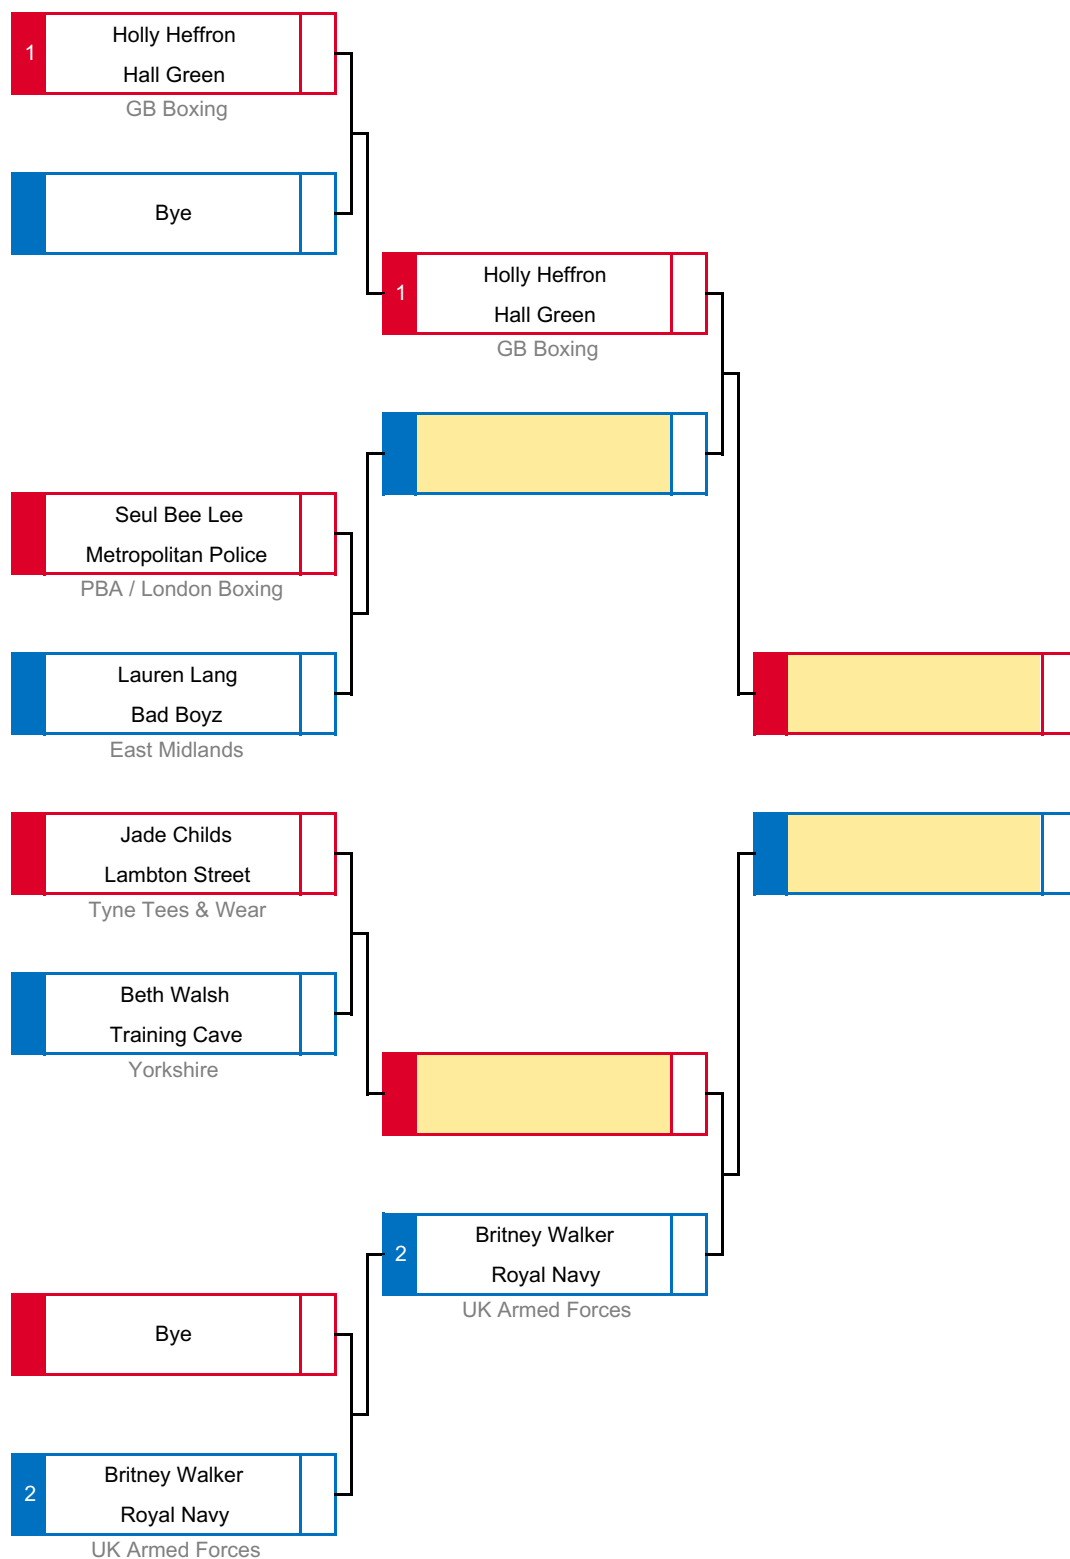 1
Holly Heffron
Hall Green
GB Boxing
Bye
1
Holly Heffron
Hall Green
GB Boxing
Seul Bee Lee
Metropolitan Police
PBA / London Boxing
Lauren Lang
Bad Boyz
East Midlands
Jade Childs
Lambton Street
Tyne Tees & Wear
Beth Walsh
Training Cave
Yorkshire
2
Britney Walker
Royal Navy
UK Armed Forces
Bye
2
Britney Walker
Royal Navy
UK Armed Forces